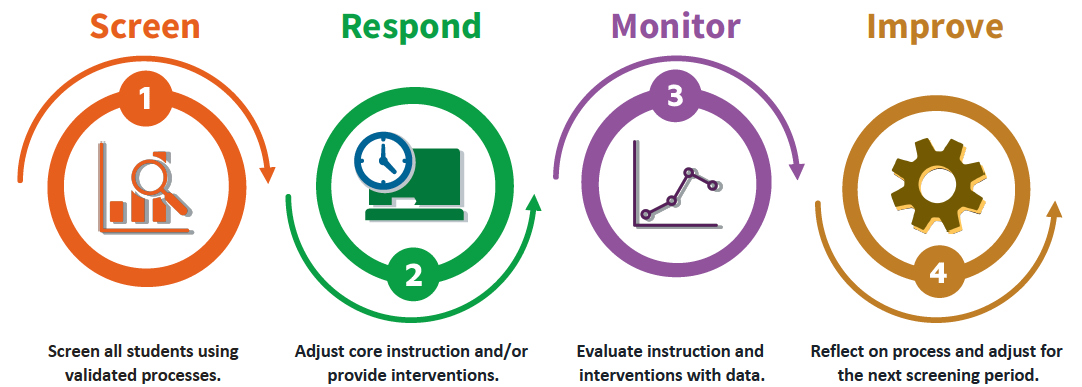 Screen
Respond
Monitor
Improve
1
2
3
4
Screen all students using
validated processes.
Adjust core instruction and/or
provide interventions.
Evaluate instruction and
interventions with data.
Reflect on process and adjust for
the next screening period.